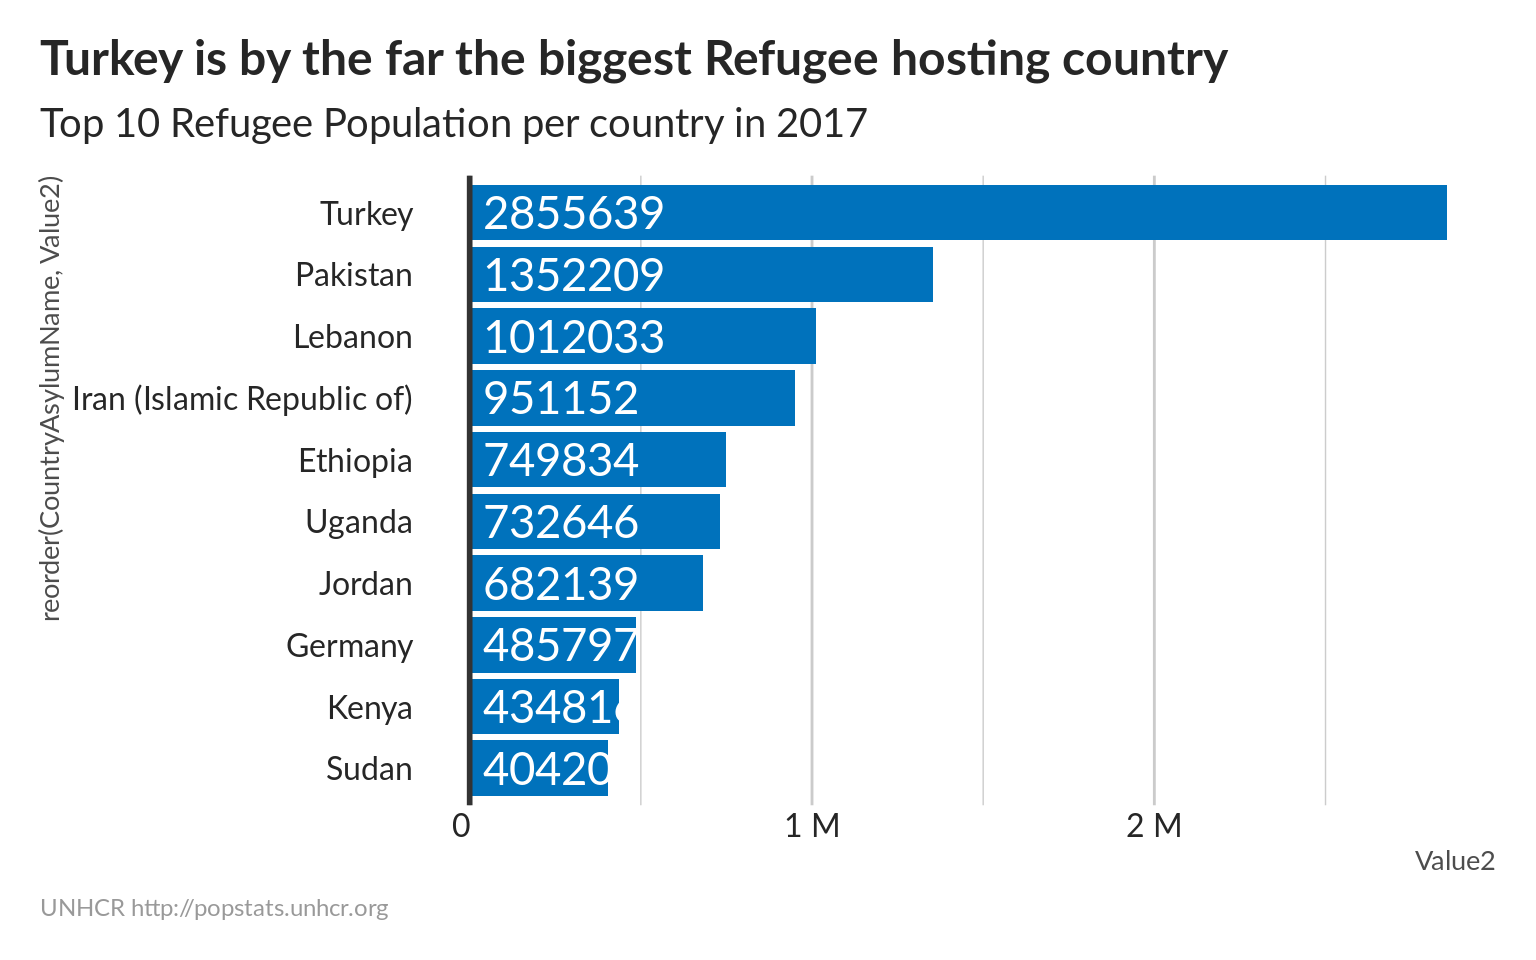 Turkey is by the far the biggest Refugee hosting country
Top 10 Refugee Population per country in 2017
reorder(CountryAsylumName, Value2)
Turkey 2855639
Pakistan 1352209
Lebanon 1012033
Iran (Islamic Republic of) 951152
Ethiopia 749834
Uganda 732646
Jordan 682139
Germany 485797
Kenya
Sudan
0 1 M 2 M
Value2
UNHCR http://popstats.unhcr.org